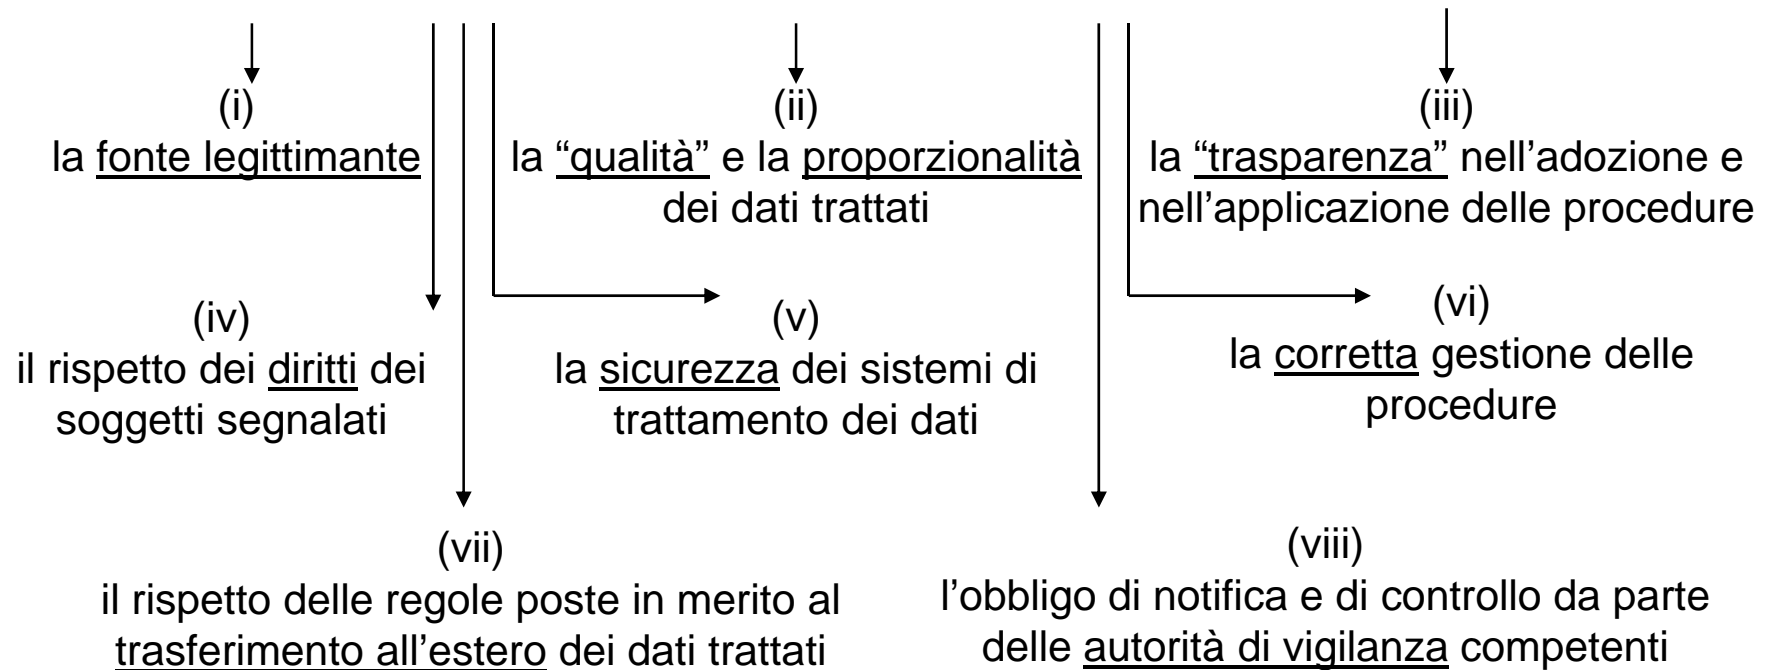 (i)
la fonte legittimante
(ii)
la “qualità” e la proporzionalità
dei dati trattati
(iii)
la “trasparenza” nell’adozione e
nell’applicazione delle procedure
(iv)
il rispetto dei diritti dei
soggetti segnalati
(v)
la sicurezza dei sistemi di
trattamento dei dati
(vi)
la corretta gestione delle
procedure
(vii)
il rispetto delle regole poste in merito al
trasferimento all’estero dei dati trattati
(viii)
l’obbligo di notifica e di controllo da parte
delle autorità di vigilanza competenti